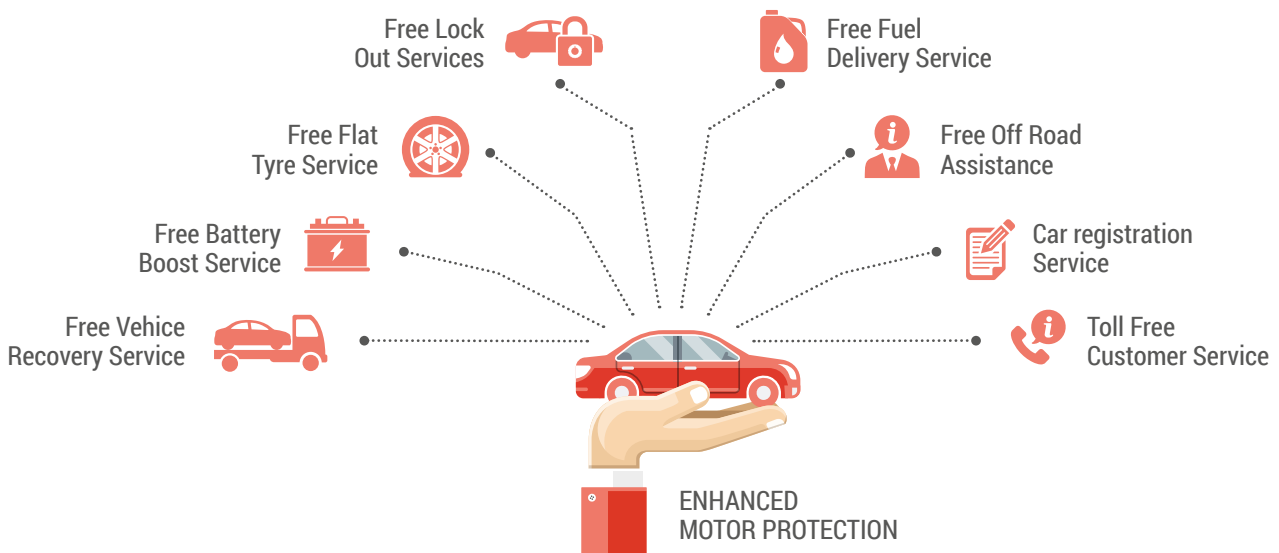 Free Lock
Out Services
Free Fuel
Delivery Service
Free Flat
Tyre Service
Free Off Road
Assistance
Free Battery
Boost Service
Car registration
Service
Free Vehice
Recovery Service
Toll Free
Customer Service
ENHANCED
MOTOR PROTECTION